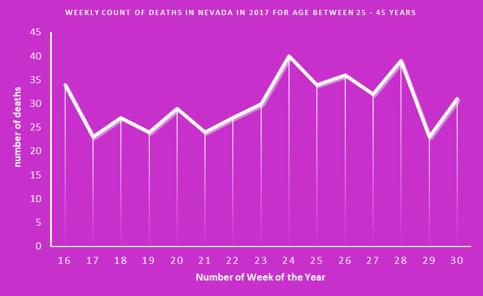 WEEKLY COUNT OF DEATHS IN NEVADA IN 2017 FOR AGE BETWEEN 25 - 45 YEARS
45
40
35
30
25
20
15
10
5
0
number of deaths
16 17 18 19 20 21 22 23 24 25 26 27 28 29 30
Number of Week of the Year